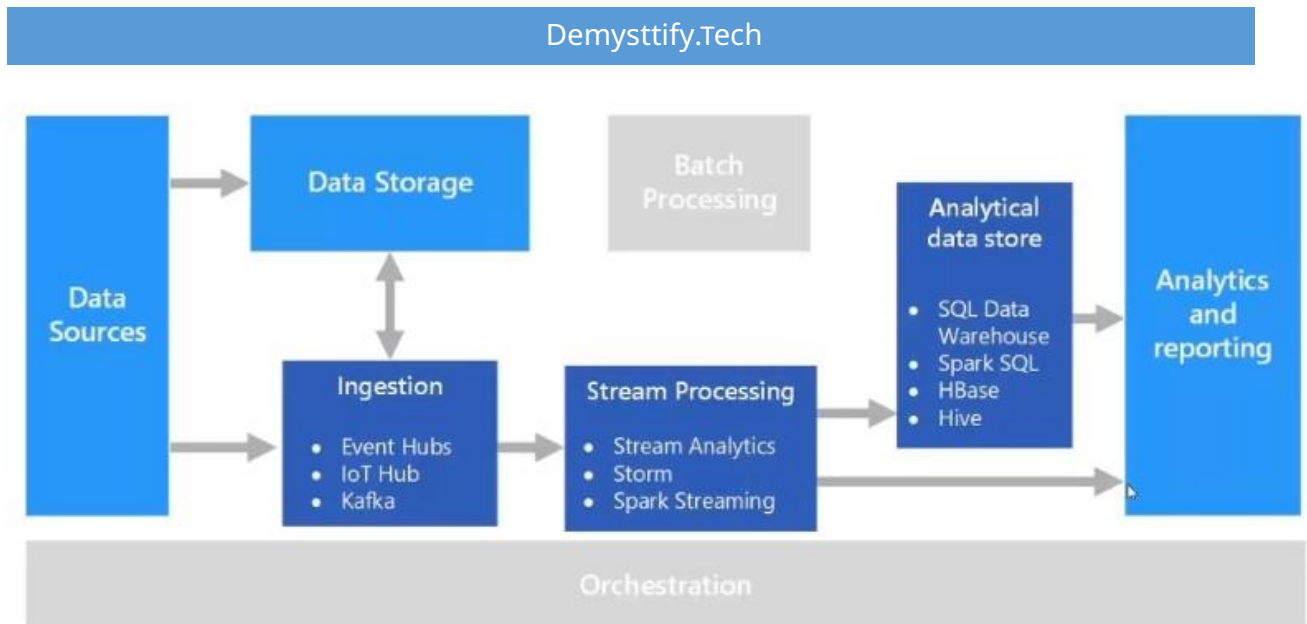 Demysttify.Tech
Data
Sources
Data Storage
Batch
Processing
Ingestion
• Event Hubs
• IoT Hub
• Kafka
Stream Processing
• Stream Analytics
• Storm
• Spark Streaming
Analytical
data store
• SQL Data
Warehouse
• Spark SQL
• HBase
• Hive
Analytics
and
reporting
Orchestration